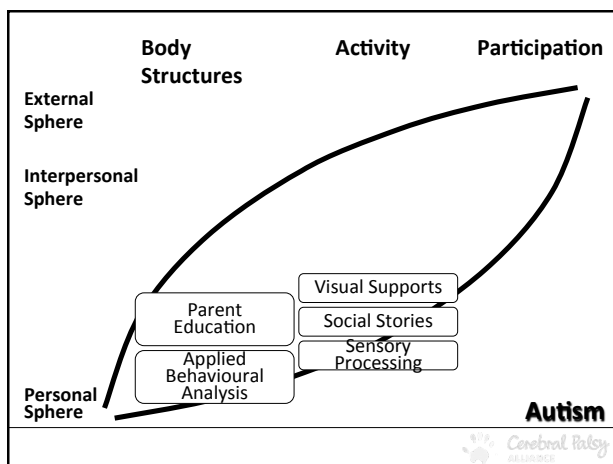 Body
Structures
Activity
Participation
External
Sphere
Interpersonal
Sphere
Visual Supports
Parent
Education
Social Stories
Sensory
Processing
Applied
Behavioural
Analysis
Personal
Sphere
Autism
Cerebral Palsy
ALLIANCE